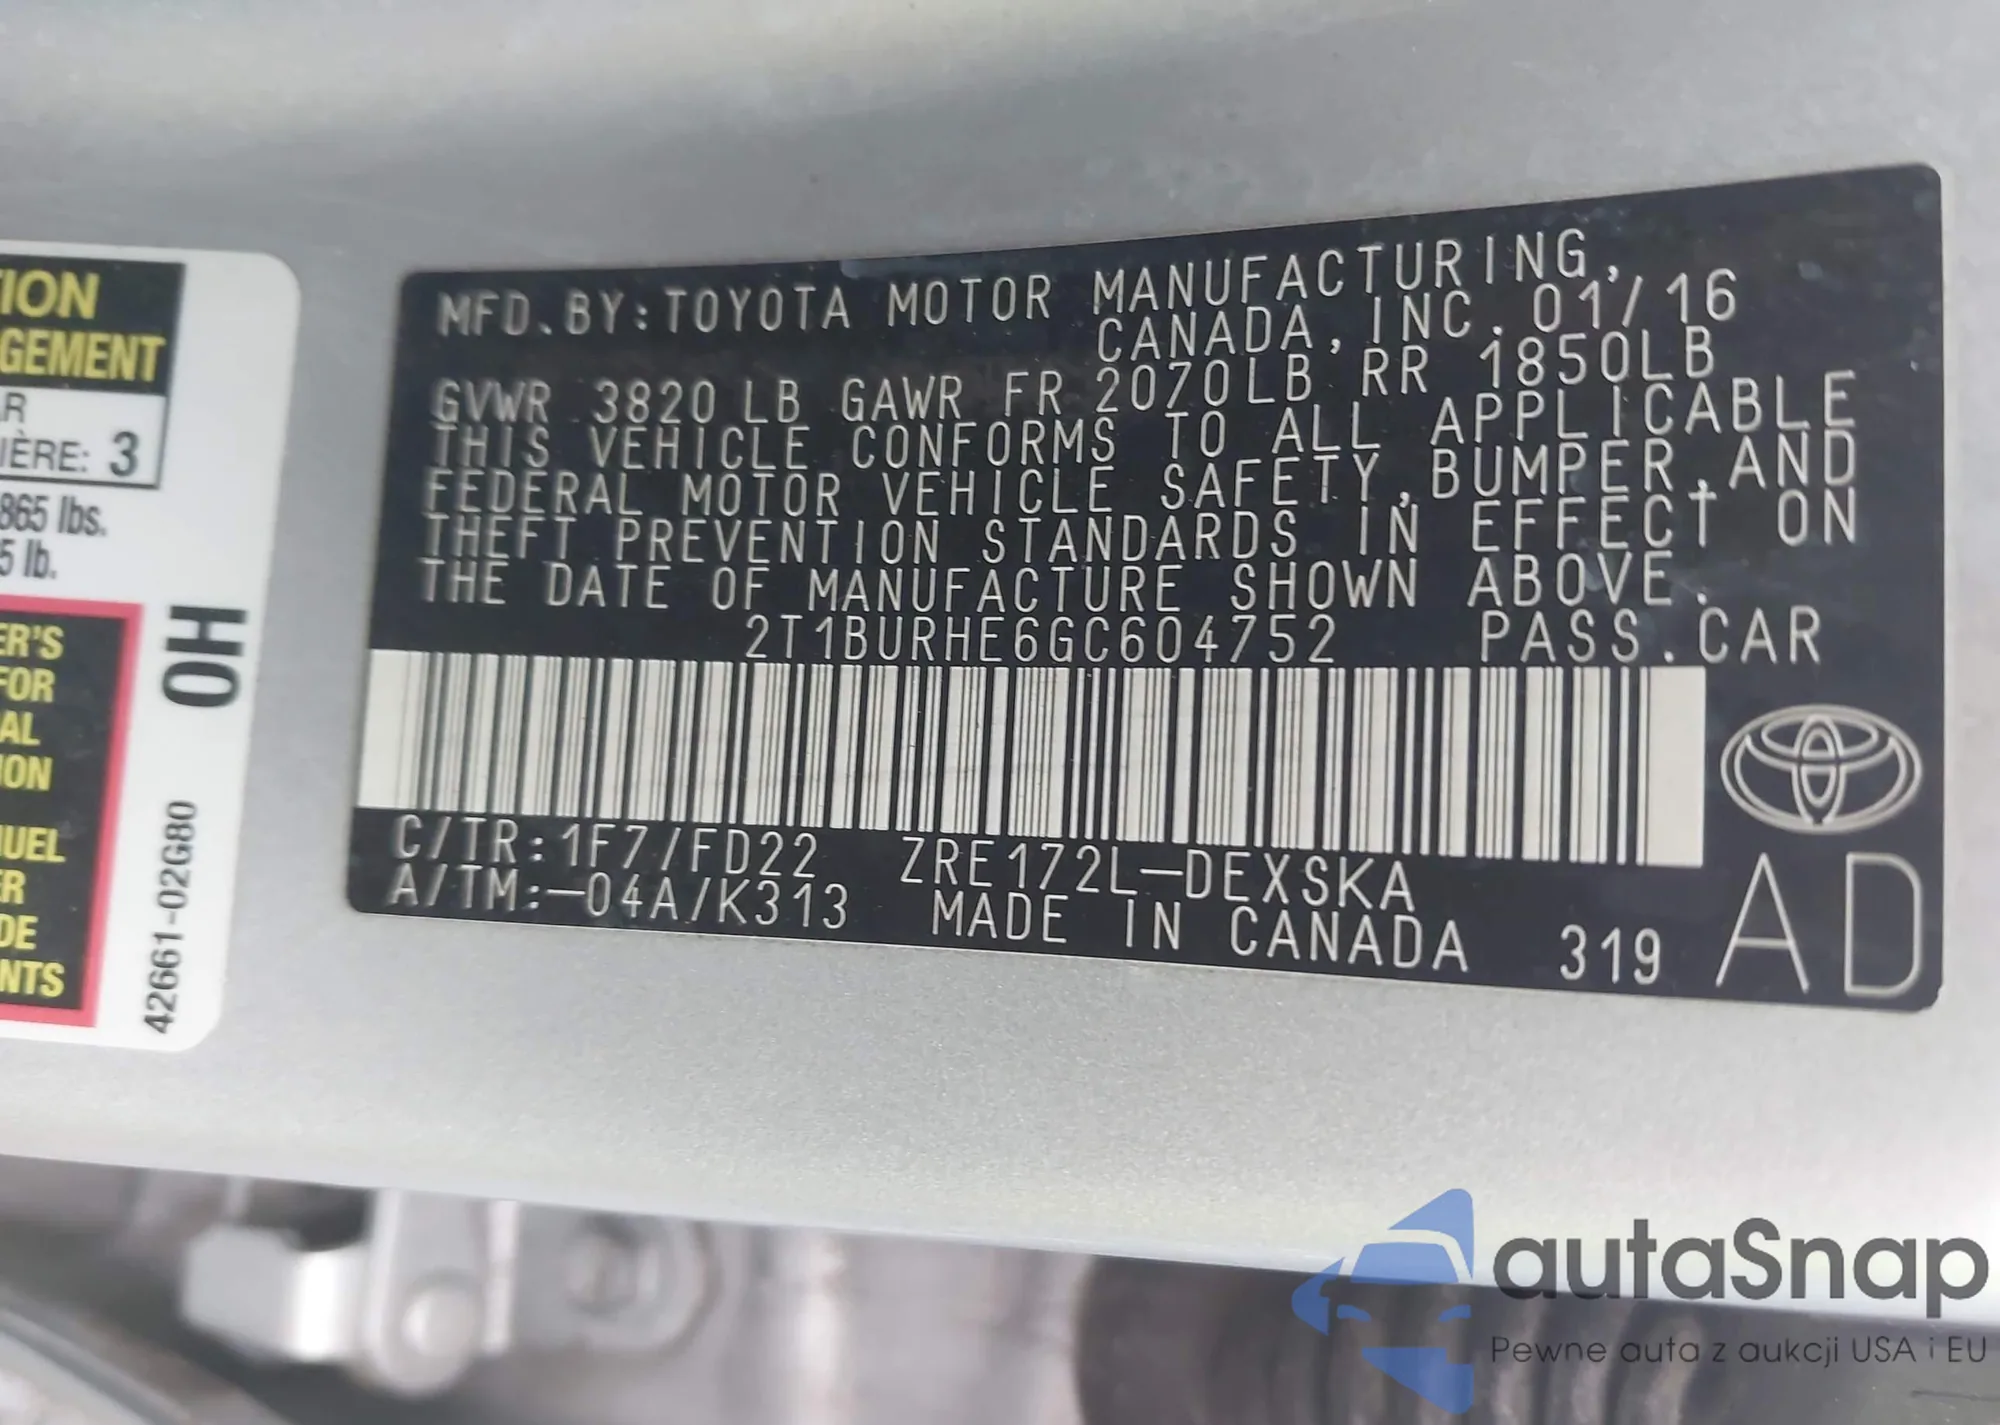 TION
GEMENT
AR
IÈRE: 3
865 lbs.
5 lb.
ER'S
FOR
AL
ION
UEL
ER
DE
NTS
OH
42661-02G80
MFD. BY: TOYOTA MOTOR MANUFACTURING,
CANADA, INC. 01/16
GVWR 3820 LB GAWR FR 2070LB RR 1850LB
THIS VEHICLE CONFORMS TO ALL APPLICABLE
FEDERAL MOTOR VEHICLE SAFETY, BUMPER, AND
THEFT PREVENTION STANDARDS IN EFFECT ON
THE DATE OF MANUFACTURE SHOWN ABOVE.
2T1BURHE6GC604752 PASS. CAR
C/TR: 1F7/FD22 ZRE172L-DEXSKA
A/TM:-04A/K313 MADE IN CANADA 319 AD
autaSnap
Pewne auta z aukcji USA i EU